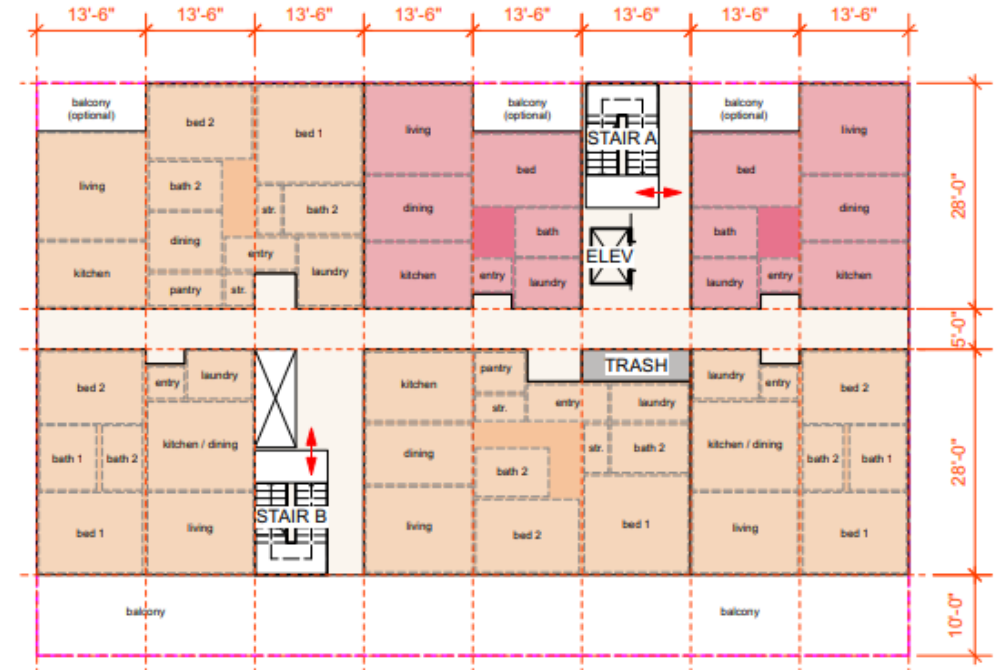 13'-6" 13'-6" 13'-6" 13'-6" 13'-6" 13'-6" 13'-6" 13'-6"
balcony
(optional)
bed 2
bed 1
living
balcony
(optional)
STAIR A
balcony
(optional)
living
living
bath 2
str.
bath 2
dining
bed
bed
dining
28'-0"
dining
entry
bath
ELEV
bath
kitchen
pantry
str.
laundry
kitchen
entry
laundry
laundry
entry
kitchen
5'-0"
bed 2
entry
laundry
kitchen
pantry
TRASH
laundry
entry
bed 2
str.
entry
laundry
bath 1
bath 2
kitchen / dining
dining
bath 2
str.
bath 2
kitchen / dining
bath 2
bath 1
28'-0"
bed 1
living
STAIR B
living
bed 2
bed 1
living
bed 1
balcony
balcony
10'-0"